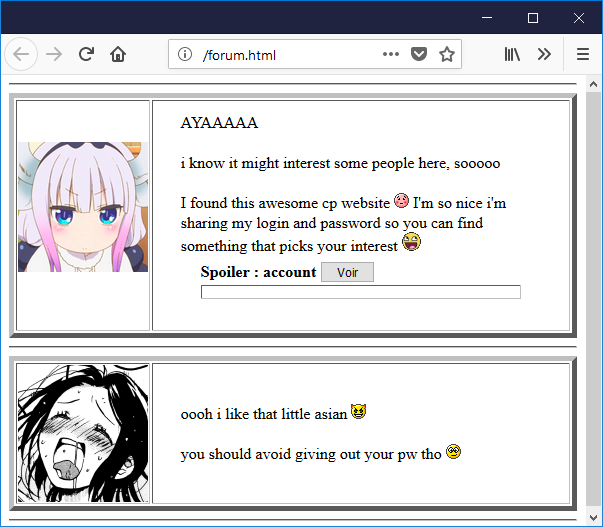 /forum.html
AYAAAAA
i know it might interest some people here, sooooo
I found this awesome cp website I'm so nice i'm
sharing my login and password so you can find
something that picks your interest
Spoiler : account Voir
oooh i like that little asian
you should avoid giving out your pw tho